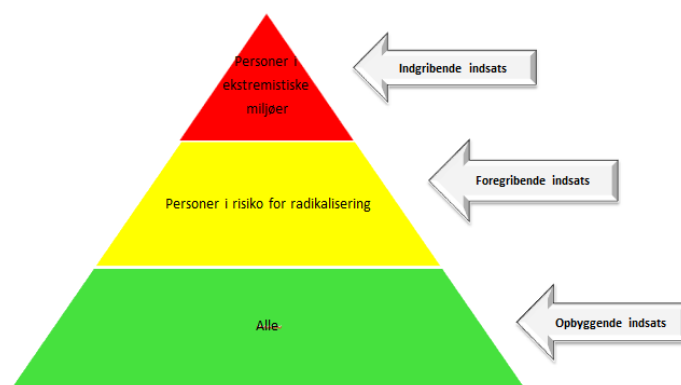 Personer i
ekstremistiske
miljøer
Indgribende indsats
Foregribende indsats
Personer i risiko for radikalisering
Alle
Opbyggende indsats